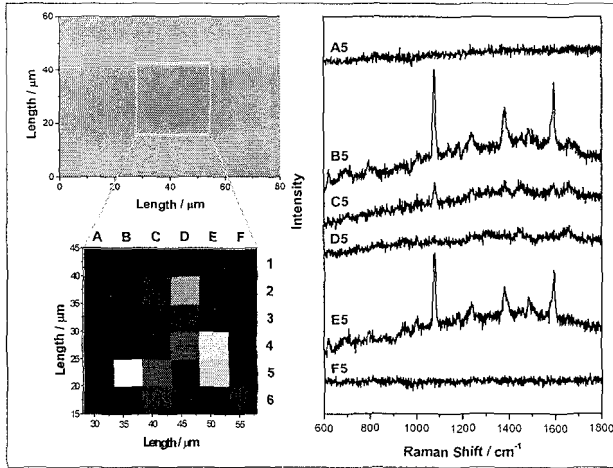 60
40
20
0
Length / µm
0 20 40 60 80
Length / µm
A B C D E F
45
40
35
30
25
20
15
Length / µm
1
2
3
4
5
6
30 35 40 45 50 55
Length/ µm
Intensity
A5
B5
C5
D5
E5
F5
600 800 1000 1200 1400 1600 1800
Raman Shift / cm-1